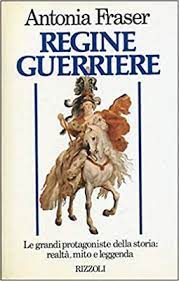 Antonia Fraser
REGINE
GUERRIERE
Le grandi protagoniste della storia:
realtà, mito e leggenda
RIZZOLI